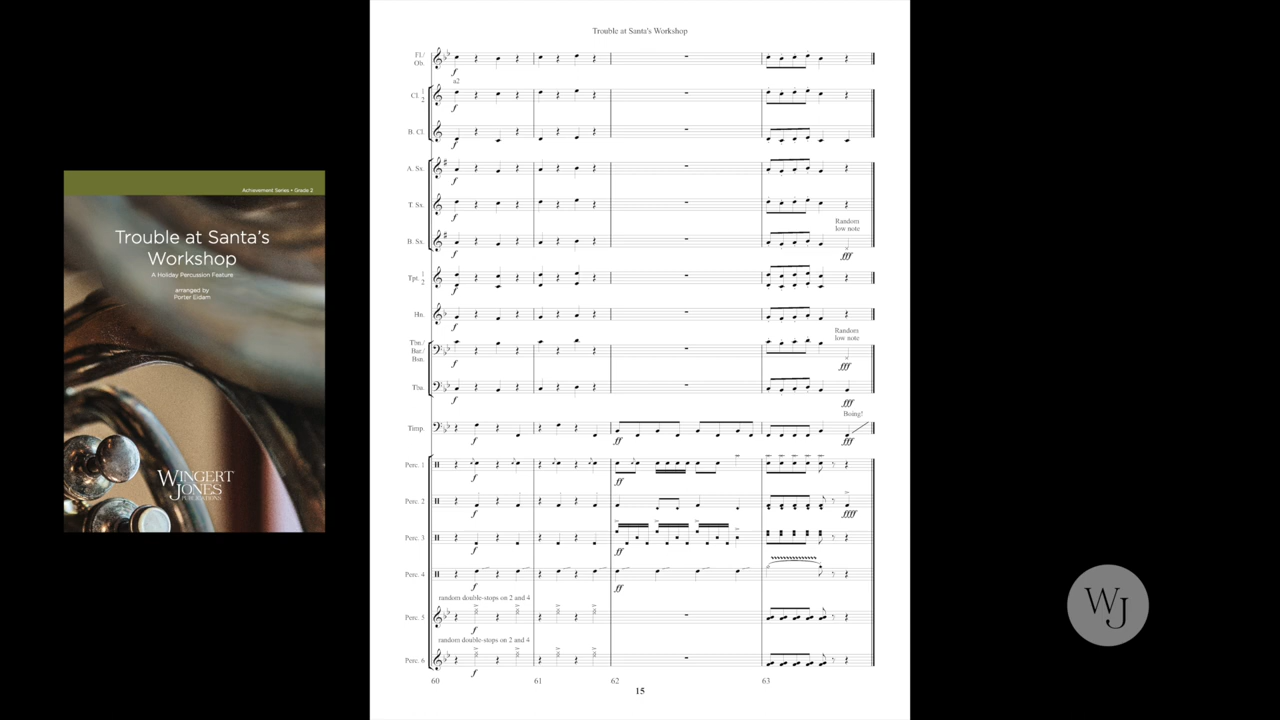 Achievement Series • Grade 2
Trouble at Santa's
Workshop
A Holiday Percussion Feature
arranged by
Porter Eidam
WINGERT
JONES
PUBLICATIONS
Trouble at Santa's Workshop
Fl./
Ob.
f
a2
Cl. 1
2
f
B. Cl.
f
A. Sx.
f
T. Sx.
f
Random
low note
B. Sx.
f
fff
Tpt. 1
2
f
Hn.
f
Random
low note
Tbn./
Bar./
Bsn.
f
fff
Tba.
f
fff
Boing!
Timp.
f
ff
fff
Perc. 1
f
ff
Perc. 2
f
ffff
Perc. 3
f
ff
Perc. 4
f
ff
random double-stops on 2 and 4
Perc. 5
f
random double-stops on 2 and 4
Perc. 6
f
60 61 62 63
15
WJ